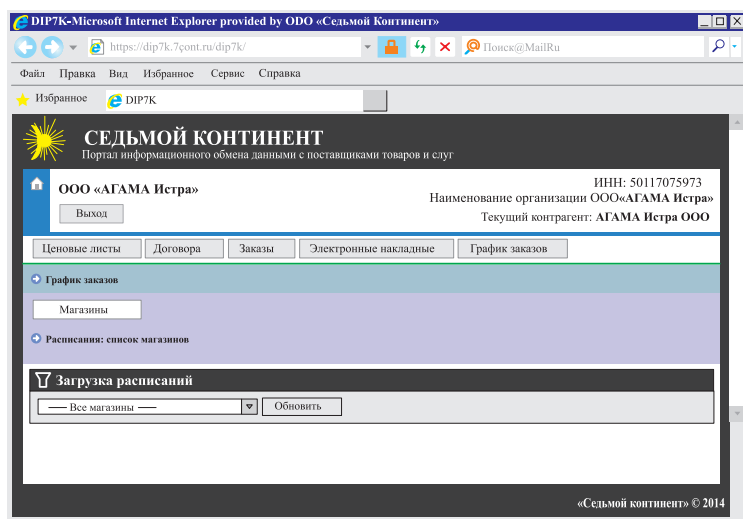 DIP7K-Microsoft Internet Explorer provided by ODO «Седьмой Континент»
https://dip7k.7cont.ru/dip7k/
Поиск@MailRu
Файл Правка Вид Избранное Сервис Справка
Избранное DIP7K
СЕДЬМОЙ КОНТИНЕНТ
Портал информационного обмена данными с поставщиками товаров и слуг
ООО «АГАМА Истра»
Выход
ИНН: 50117075973
Наименование организации ООО«АГАМА Истра»
Текущий контрагент: АГАМА Истра ООО
Ценовые листы Договора Заказы Электронные накладные График заказов
График заказов
Магазины
Расписания: список магазинов
Загрузка расписаний
—— Все магазины —— Обновить
«Седьмой континент» © 2014